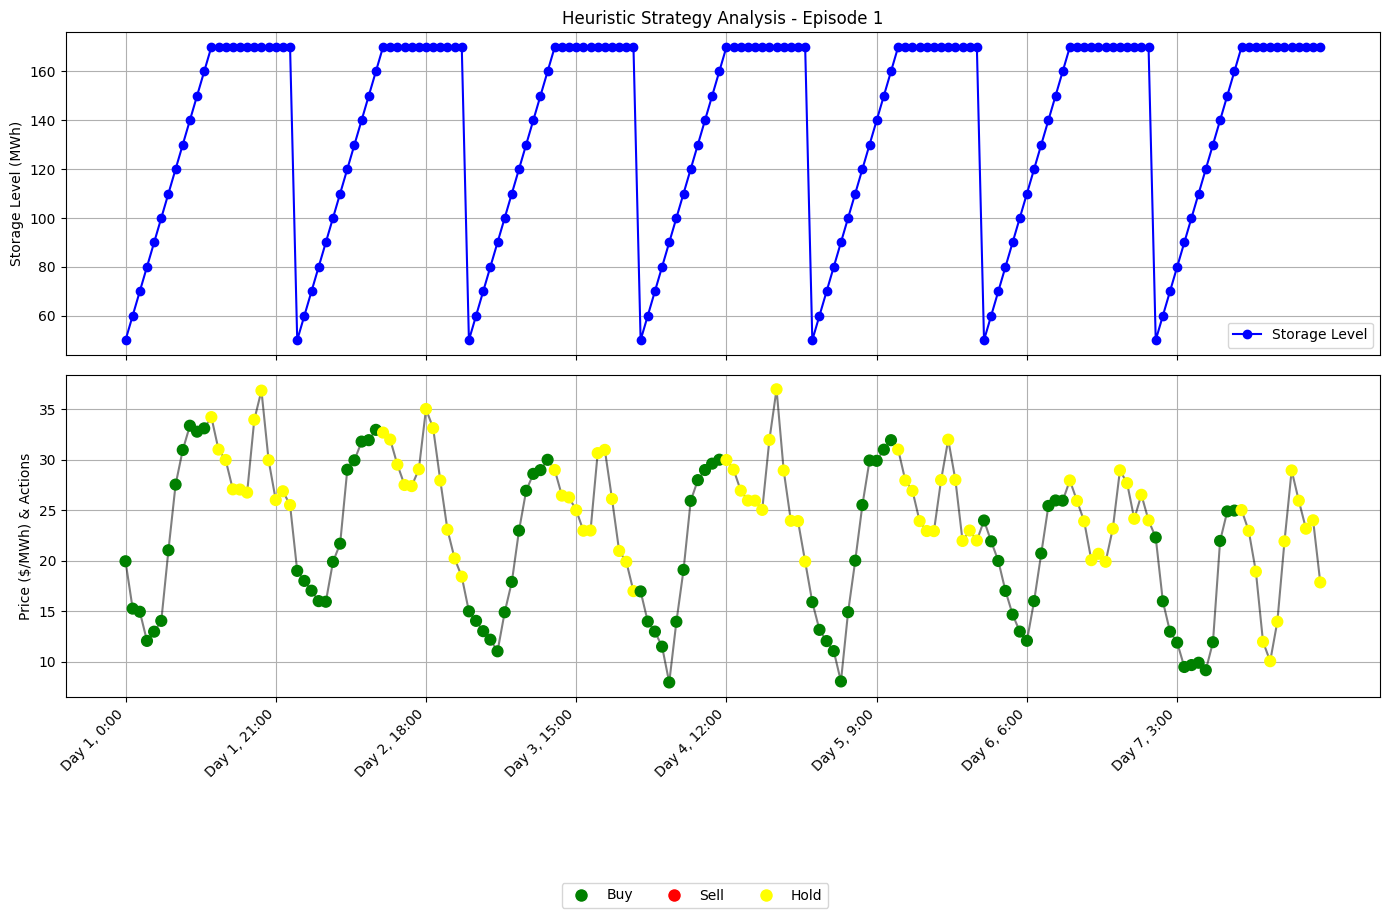 Heuristic Strategy Analysis - Episode 1
Storage Level (MWh)
160
140
120
100
80
60
Storage Level
Price ($/MWh) & Actions
35
30
25
20
15
10
Day 1, 0:00
Day 1, 21:00
Day 2, 18:00
Day 3, 15:00
Day 4, 12:00
Day 5, 9:00
Day 6, 6:00
Day 7, 3:00
Buy Sell Hold